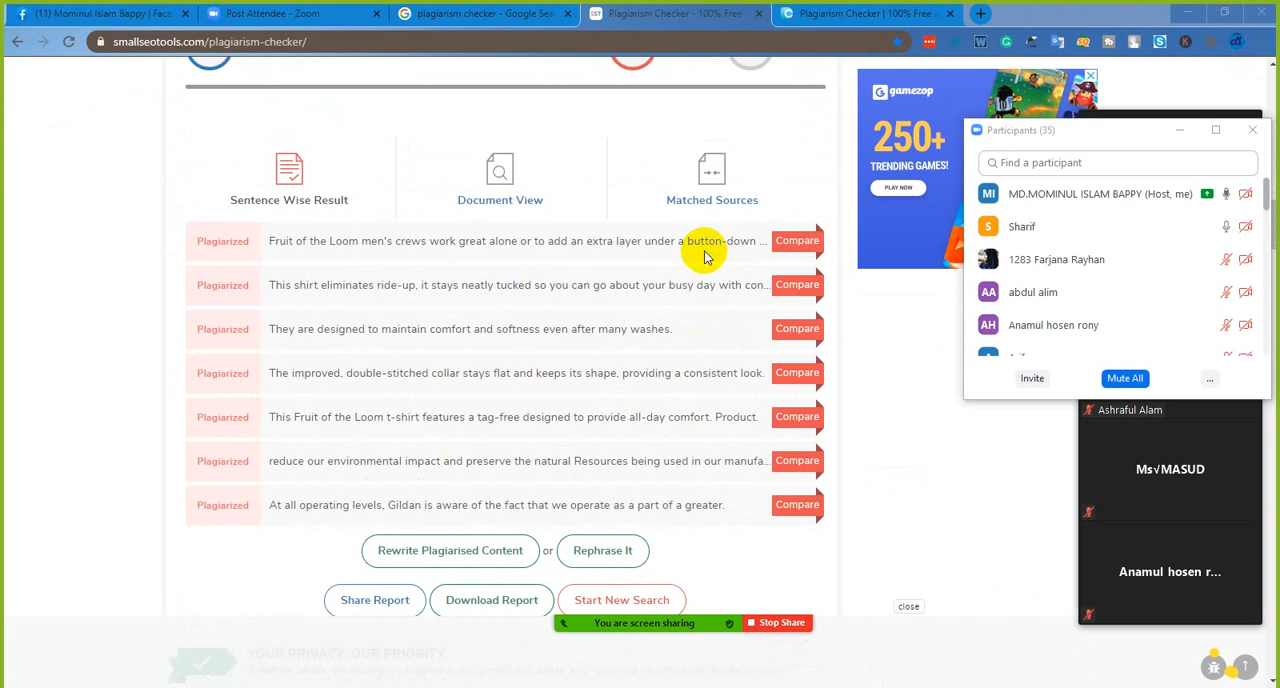 (11) Mominul Islam Bappy | Face
Post Attendee - Zoom
plagiarism checker - Google Sea
Plagiarism Checker - 100% Free
Plagiarism Checker | 100% Free
smallseotools.com/plagiarism-checker/
gamezop
250+
TRENDING GAMES!
PLAY NOW
Sentence Wise Result
Document View
Matched Sources
Plagiarized Fruit of the Loom men's crews work great alone or to add an extra layer under a button-down ... Compare
Plagiarized This shirt eliminates ride-up, it stays neatly tucked so you can go about your busy day with con... Compare
Plagiarized They are designed to maintain comfort and softness even after many washes. Compare
Plagiarized The improved, double-stitched collar stays flat and keeps its shape, providing a consistent look. Compare
Plagiarized This Fruit of the Loom t-shirt features a tag-free designed to provide all-day comfort. Product. Compare
Plagiarized reduce our environmental impact and preserve the natural Resources being used in our manufa... Compare
Plagiarized At all operating levels, Gildan is aware of the fact that we operate as a part of a greater. Compare
Rewrite Plagiarised Content or Rephrase It
Share Report Download Report Start New Search
You are screen sharing Stop Share
close
YOUR PRIVACY, OUR PRIORITY
Participants (35)
Find a participant
MI MD.MOMINUL ISLAM BAPPY (Host, me)
S Sharif
1283 Farjana Rayhan
AA abdul alim
AH Anamul hosen rony
Invite Mute All ...
Ashraful Alam
Ms√MASUD
Anamul hosen r...